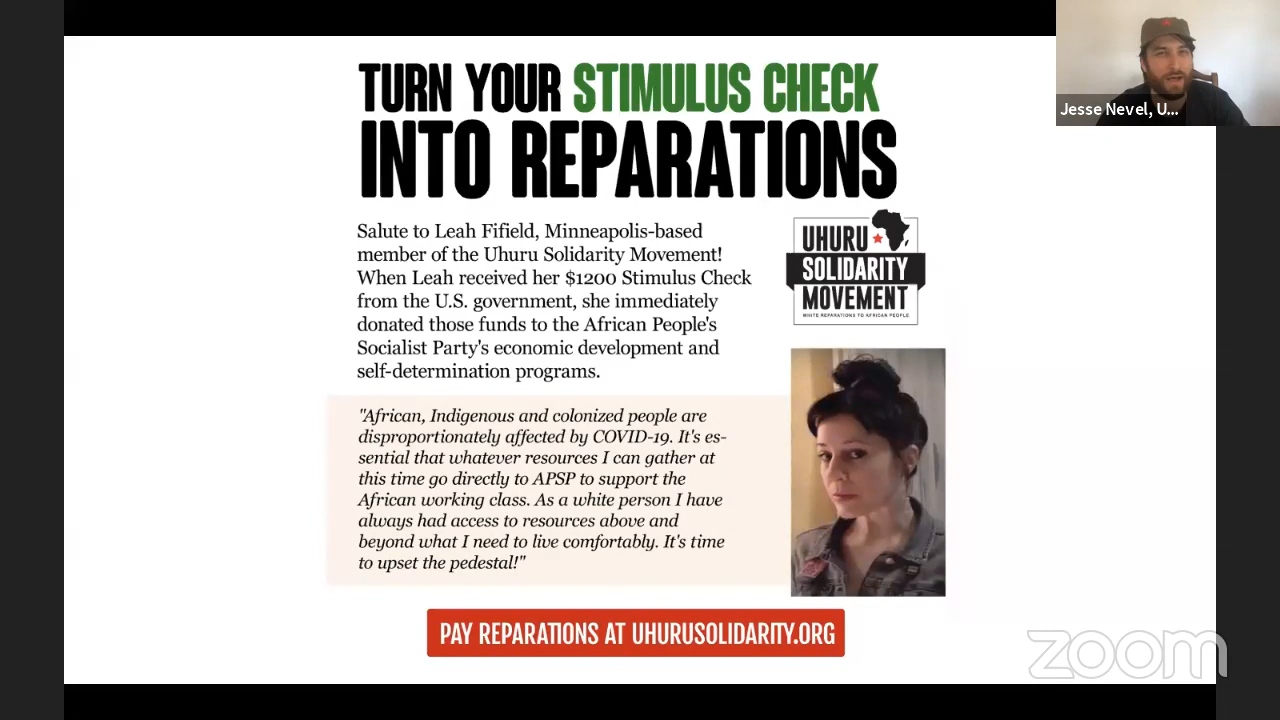 TURN YOUR STIMULUS CHECK
INTO REPARATIONS
Jesse Nevel, U...
Salute to Leah Fifield, Minneapolis-based
member of the Uhuru Solidarity Movement!
When Leah received her $1200 Stimulus Check
from the U.S. government, she immediately
donated those funds to the African People's
Socialist Party's economic development and
self-determination programs.
UHURU
SOLIDARITY
MOVEMENT
WHITE REPARATIONS TO AFRICAN PEOPLE
"African, Indigenous and colonized people are
disproportionately affected by COVID-19. It's es-
sential that whatever resources I can gather at
this time go directly to APSP to support the
African working class. As a white person I have
always had access to resources above and
beyond what I need to live comfortably. It's time
to upset the pedestal!"
PAY REPARATIONS AT UHURUSOLIDARITY.ORG
zoom